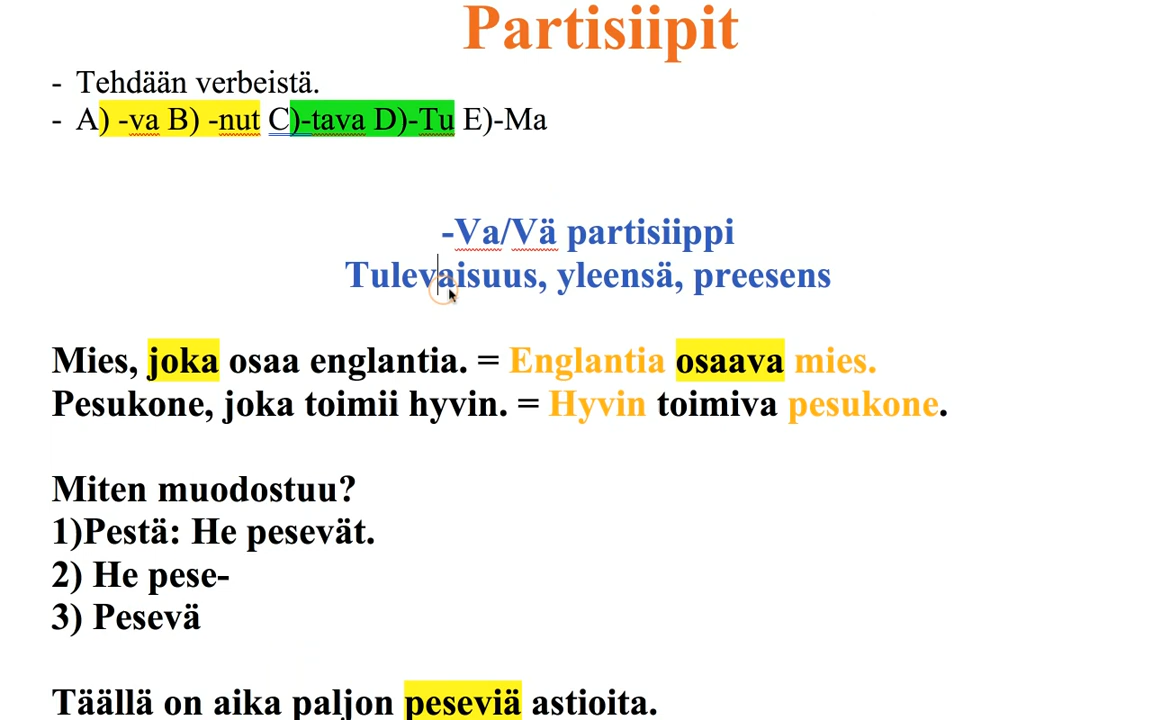 Partisiipit
- Tehdään verbeistä.
- A) -va B) -nut C)-tava D)-Tu E)-Ma
-Va/Vä partisiippi
Tulevaisuus, yleensä, preesens
Mies, joka osaa englantia. = Englantia osaava mies.
Pesukone, joka toimii hyvin. = Hyvin toimiva pesukone.
Miten muodostuu?
1)Pestä: He pesevät.
2) He pese-
3) Pesevä
Täällä on aika paljon peseviä astioita.